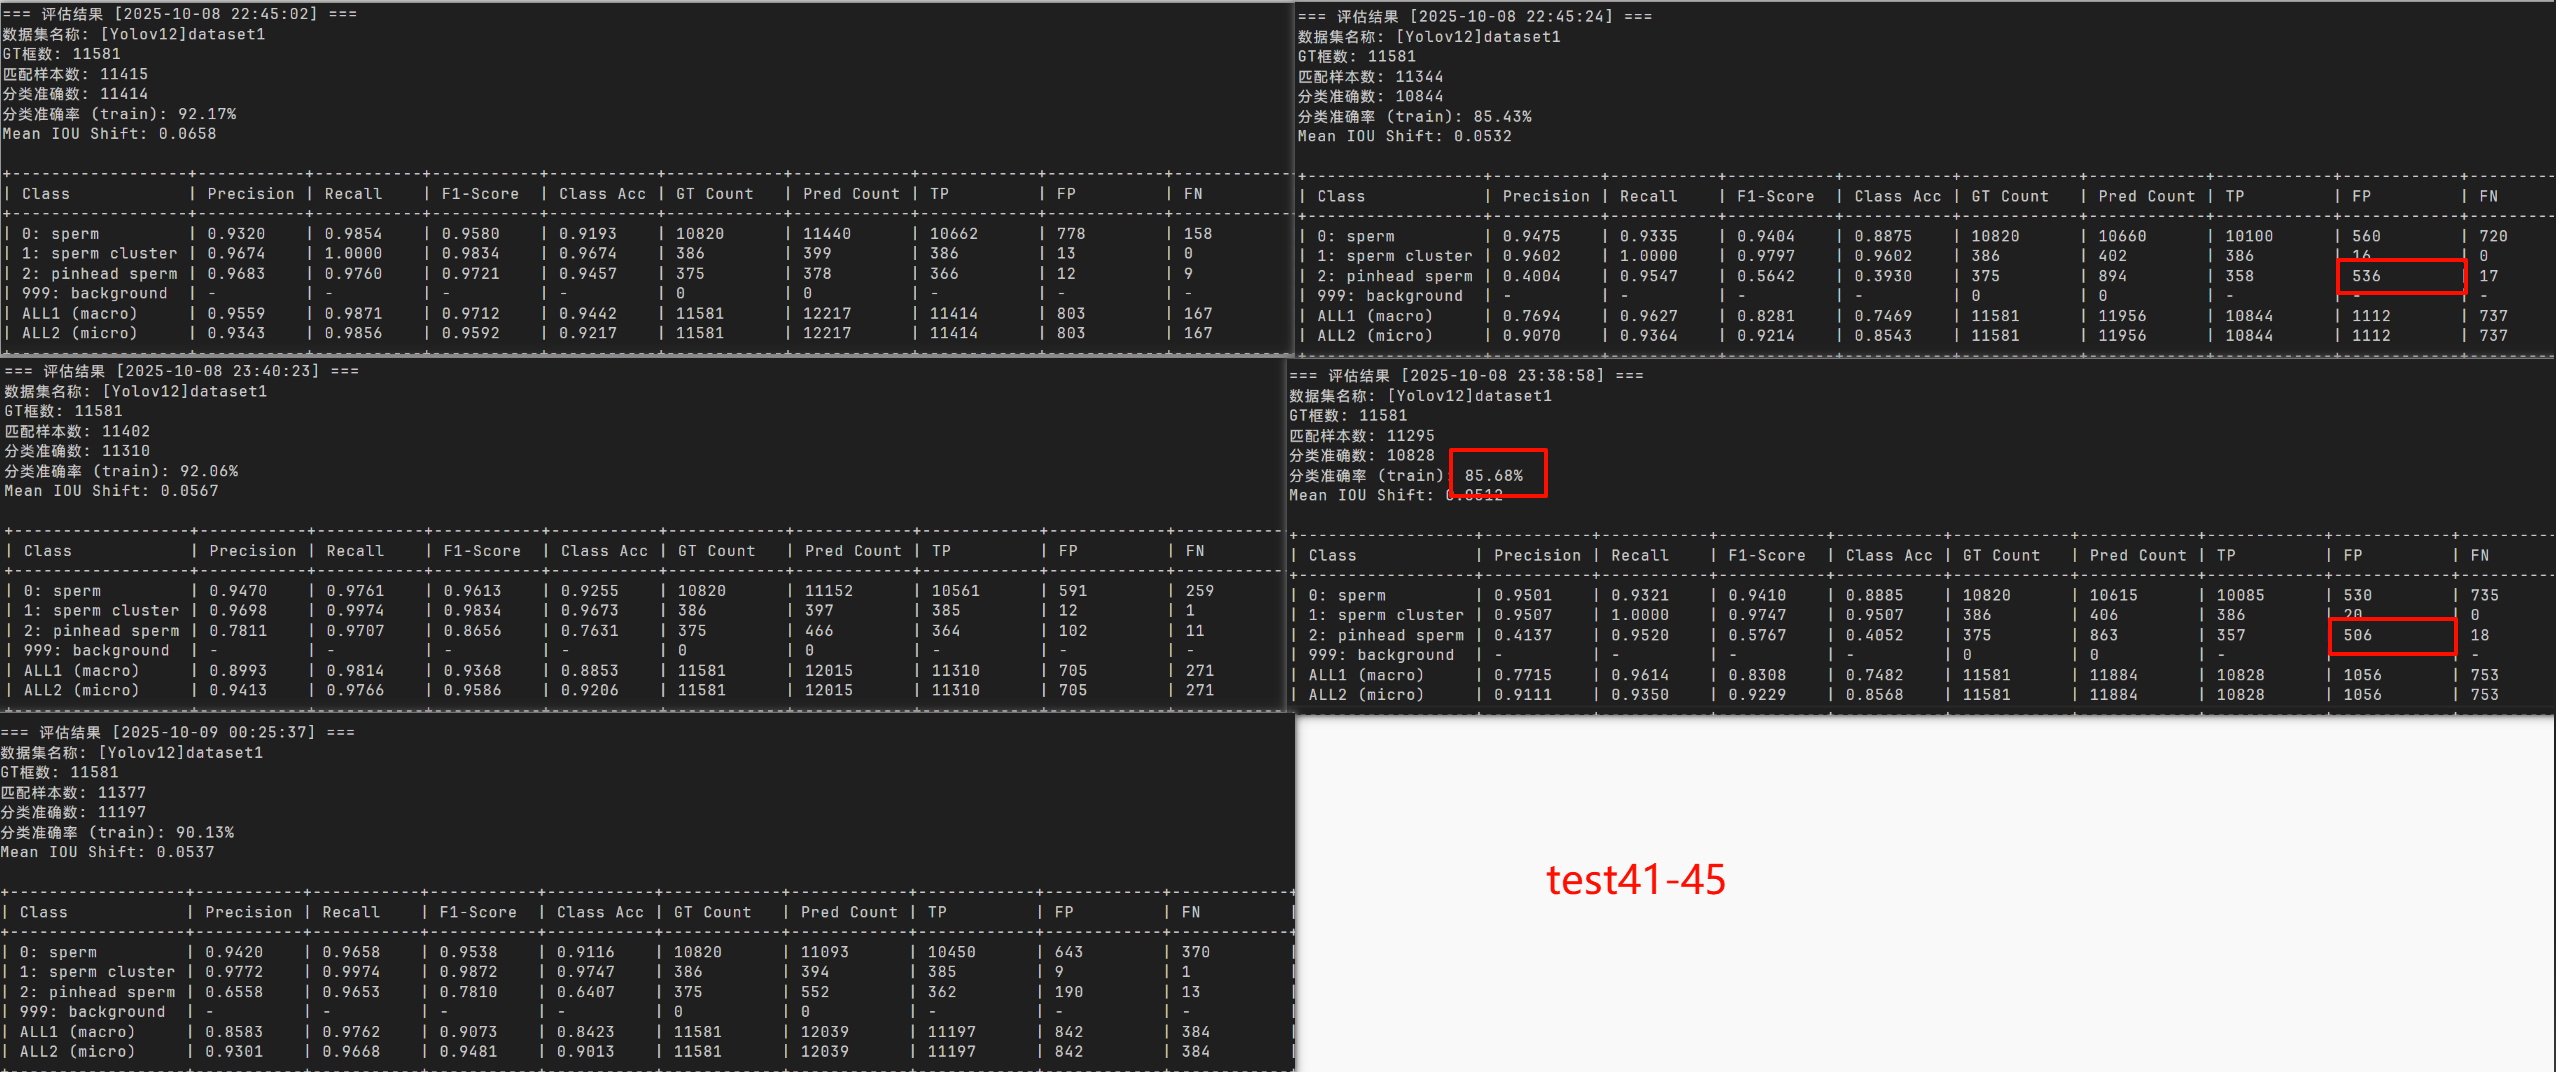 === 评估结果 [2025-10-08 22:45:02] ===
数据集名称: [Yolov12]dataset1
GT框数: 11581
匹配样本数: 11415
分类准确数: 11414
分类准确率 (train): 92.17%
Mean IOU Shift: 0.0658
| Class | Precision | Recall | F1-Score | Class Acc | GT Count | Pred Count | TP | FP | FN
| 0: sperm | 0.9320 | 0.9854 | 0.9580 | 0.9193 | 10820 | 11440 | 10662 | 778 | 158
| 1: sperm cluster | 0.9674 | 1.0000 | 0.9834 | 0.9674 | 386 | 399 | 386 | 13 | 0
| 2: pinhead sperm | 0.9683 | 0.9760 | 0.9721 | 0.9457 | 375 | 378 | 366 | 12 | 9
| 999: background | - | - | - | - | 0 | 0 | - | - | -
| ALL1 (macro) | 0.9559 | 0.9871 | 0.9712 | 0.9442 | 11581 | 12217 | 11414 | 803 | 167
| ALL2 (micro) | 0.9343 | 0.9856 | 0.9592 | 0.9217 | 11581 | 12217 | 11414 | 803 | 167
=== 评估结果 [2025-10-08 22:45:24] ===
数据集名称: [Yolov12]dataset1
GT框数: 11581
匹配样本数: 11344
分类准确数: 10844
分类准确率 (train): 85.43%
Mean IOU Shift: 0.0532
| Class | Precision | Recall | F1-Score | Class Acc | GT Count | Pred Count | TP | FP | FN
| 0: sperm | 0.9475 | 0.9335 | 0.9404 | 0.8875 | 10820 | 10660 | 10100 | 560 | 720
| 1: sperm cluster | 0.9602 | 1.0000 | 0.9797 | 0.9602 | 386 | 402 | 386 | 16 | 0
| 2: pinhead sperm | 0.4004 | 0.9547 | 0.5642 | 0.3930 | 375 | 894 | 358 | 536 | 17
| 999: background | - | - | - | - | 0 | 0 | - | - | -
| ALL1 (macro) | 0.7694 | 0.9627 | 0.8281 | 0.7469 | 11581 | 11956 | 10844 | 1112 | 737
| ALL2 (micro) | 0.9070 | 0.9364 | 0.9214 | 0.8543 | 11581 | 11956 | 10844 | 1112 | 737
=== 评估结果 [2025-10-08 23:40:23] ===
数据集名称: [Yolov12]dataset1
GT框数: 11581
匹配样本数: 11402
分类准确数: 11310
分类准确率 (train): 92.06%
Mean IOU Shift: 0.0567
| Class | Precision | Recall | F1-Score | Class Acc | GT Count | Pred Count | TP | FP | FN
| 0: sperm | 0.9470 | 0.9761 | 0.9613 | 0.9255 | 10820 | 11152 | 10561 | 591 | 259
| 1: sperm cluster | 0.9698 | 0.9974 | 0.9834 | 0.9673 | 386 | 397 | 385 | 12 | 1
| 2: pinhead sperm | 0.7811 | 0.9707 | 0.8656 | 0.7631 | 375 | 466 | 364 | 102 | 11
| 999: background | - | - | - | - | 0 | 0 | - | - | -
| ALL1 (macro) | 0.8993 | 0.9814 | 0.9368 | 0.8853 | 11581 | 12015 | 11310 | 705 | 271
| ALL2 (micro) | 0.9413 | 0.9766 | 0.9586 | 0.9206 | 11581 | 12015 | 11310 | 705 | 271
=== 评估结果 [2025-10-08 23:38:58] ===
数据集名称: [Yolov12]dataset1
GT框数: 11581
匹配样本数: 11295
分类准确数: 10828
分类准确率 (train): 85.68%
Mean IOU Shift: 0.0512
| Class | Precision | Recall | F1-Score | Class Acc | GT Count | Pred Count | TP | FP | FN
| 0: sperm | 0.9501 | 0.9321 | 0.9410 | 0.8885 | 10820 | 10615 | 10085 | 530 | 735
| 1: sperm cluster | 0.9507 | 1.0000 | 0.9747 | 0.9507 | 386 | 406 | 386 | 20 | 0
| 2: pinhead sperm | 0.4137 | 0.9520 | 0.5767 | 0.4052 | 375 | 863 | 357 | 506 | 18
| 999: background | - | - | - | - | 0 | 0 | - | - | -
| ALL1 (macro) | 0.7715 | 0.9614 | 0.8308 | 0.7482 | 11581 | 11884 | 10828 | 1056 | 753
| ALL2 (micro) | 0.9111 | 0.9350 | 0.9229 | 0.8568 | 11581 | 11884 | 10828 | 1056 | 753
=== 评估结果 [2025-10-09 00:25:37] ===
数据集名称: [Yolov12]dataset1
GT框数: 11581
匹配样本数: 11377
分类准确数: 11197
分类准确率 (train): 90.13%
Mean IOU Shift: 0.0537
| Class | Precision | Recall | F1-Score | Class Acc | GT Count | Pred Count | TP | FP | FN |
| 0: sperm | 0.9420 | 0.9658 | 0.9538 | 0.9116 | 10820 | 11093 | 10450 | 643 | 370 |
| 1: sperm cluster | 0.9772 | 0.9974 | 0.9872 | 0.9747 | 386 | 394 | 385 | 9 | 1 |
| 2: pinhead sperm | 0.6558 | 0.9653 | 0.7810 | 0.6407 | 375 | 552 | 362 | 190 | 13 |
| 999: background | - | - | - | - | 0 | 0 | - | - | - |
| ALL1 (macro) | 0.8583 | 0.9762 | 0.9073 | 0.8423 | 11581 | 12039 | 11197 | 842 | 384 |
| ALL2 (micro) | 0.9301 | 0.9668 | 0.9481 | 0.9013 | 11581 | 12039 | 11197 | 842 | 384 |
test41-45